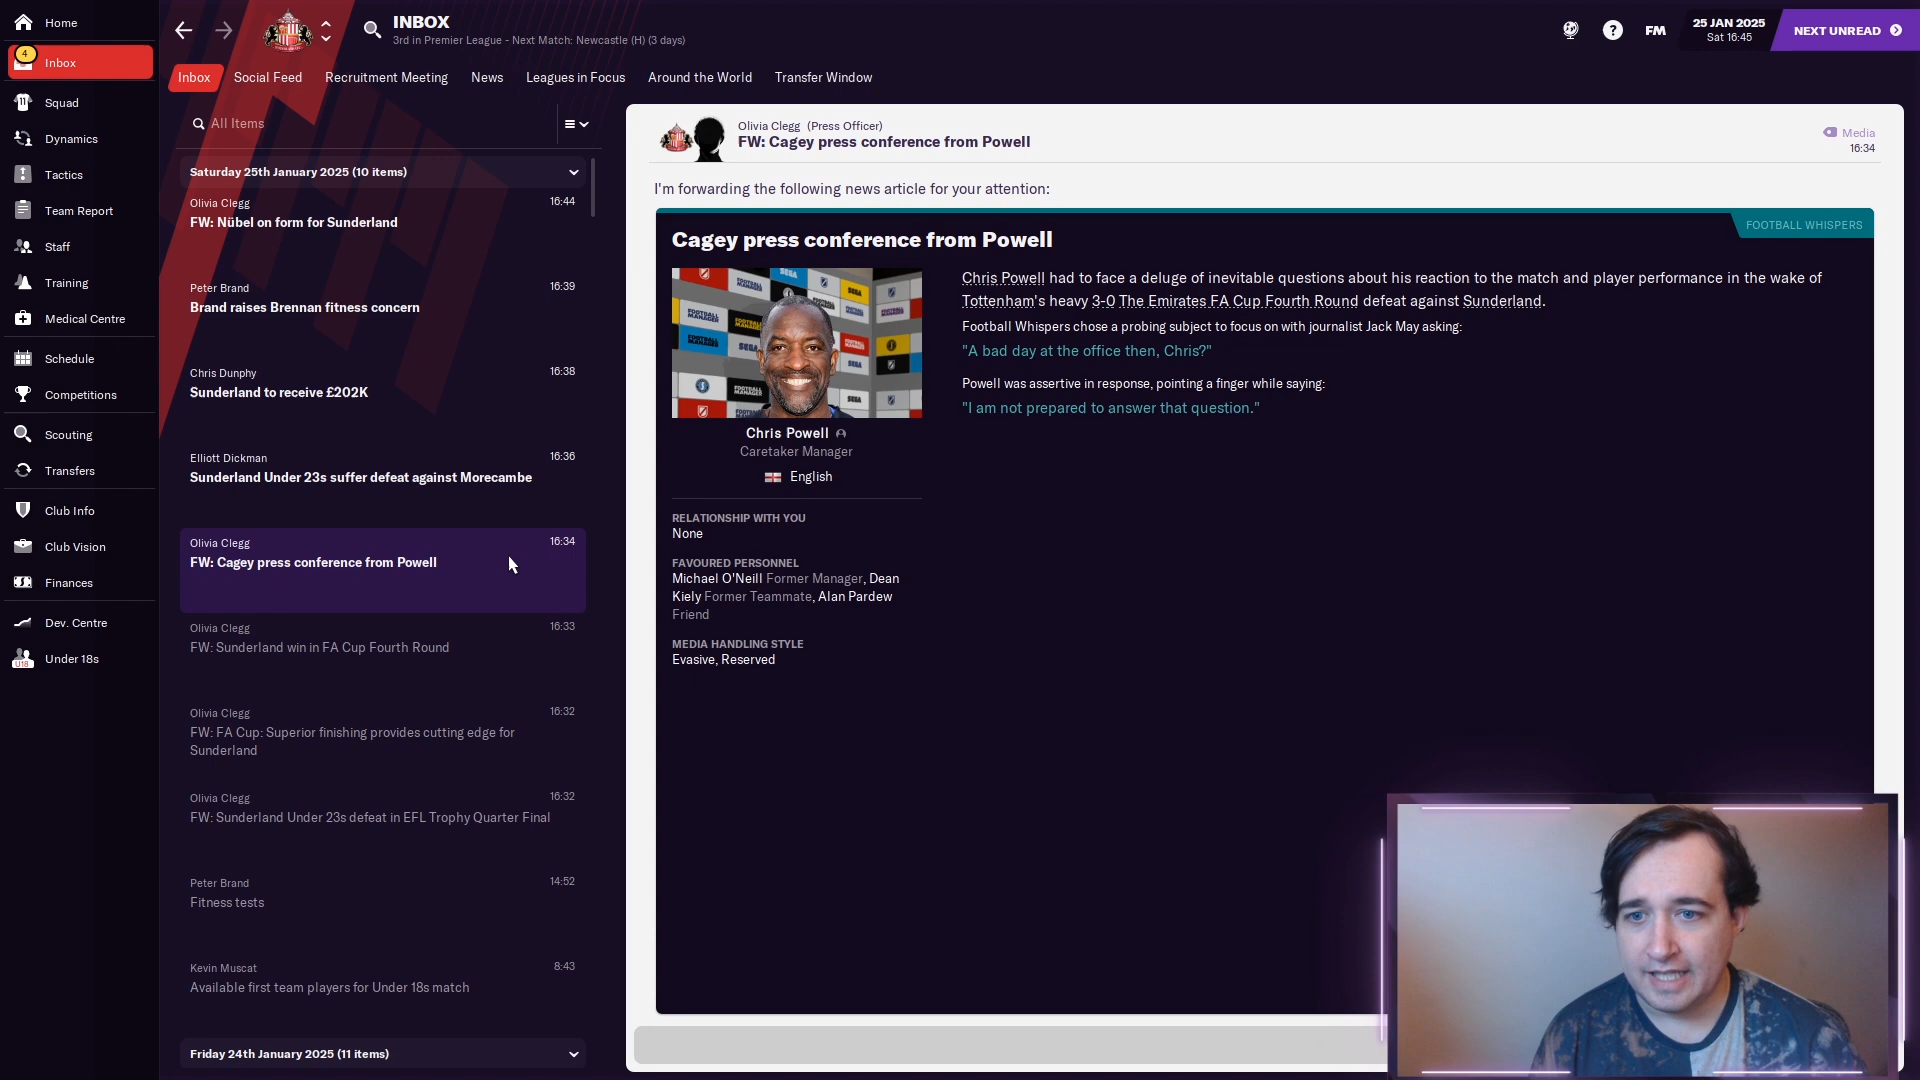 Home
4
Inbox
Squad
Dynamics
Tactics
Team Report
Staff
Training
Medical Centre
Schedule
Competitions
Scouting
Transfers
Club Info
Club Vision
Finances
Dev. Centre
U18
Under 18s
INBOX
3rd in Premier League - Next Match: Newcastle (H) (3 days)
?
FM
25 JAN 2025
Sat 16:45
NEXT UNREAD
Inbox
Social Feed
Recruitment Meeting
News
Leagues in Focus
Around the World
Transfer Window
All Items
Saturday 25th January 2025 (10 items)
Olivia Clegg
16:44
FW: Nübel on form for Sunderland
Peter Brand
16:39
Brand raises Brennan fitness concern
Chris Dunphy
16:38
Sunderland to receive £202K
Elliott Dickman
16:36
Sunderland Under 23s suffer defeat against Morecambe
Olivia Clegg
16:34
FW: Cagey press conference from Powell
Olivia Clegg
16:33
FW: Sunderland win in FA Cup Fourth Round
Olivia Clegg
16:32
FW: FA Cup: Superior finishing provides cutting edge for
Sunderland
Olivia Clegg
16:32
FW: Sunderland Under 23s defeat in EFL Trophy Quarter Final
Peter Brand
14:52
Fitness tests
Kevin Muscat
8:43
Available first team players for Under 18s match
Friday 24th January 2025 (11 items)
Olivia Clegg (Press Officer)
FW: Cagey press conference from Powell
Media
16:34
I'm forwarding the following news article for your attention:
FOOTBALL WHISPERS
Cagey press conference from Powell
Chris Powell had to face a deluge of inevitable questions about his reaction to the match and player performance in the wake of
Tottenham's heavy 3-0 The Emirates FA Cup Fourth Round defeat against Sunderland.
Football Whispers chose a probing subject to focus on with journalist Jack May asking:
"A bad day at the office then, Chris?"
Powell was assertive in response, pointing a finger while saying:
"I am not prepared to answer that question."
SEGA
FOOTBALL MANAGER
Chris Powell
Caretaker Manager
English
RELATIONSHIP WITH YOU
None
FAVOURED PERSONNEL
Michael O'Neill Former Manager, Dean
Kiely Former Teammate, Alan Pardew
Friend
MEDIA HANDLING STYLE
Evasive, Reserved